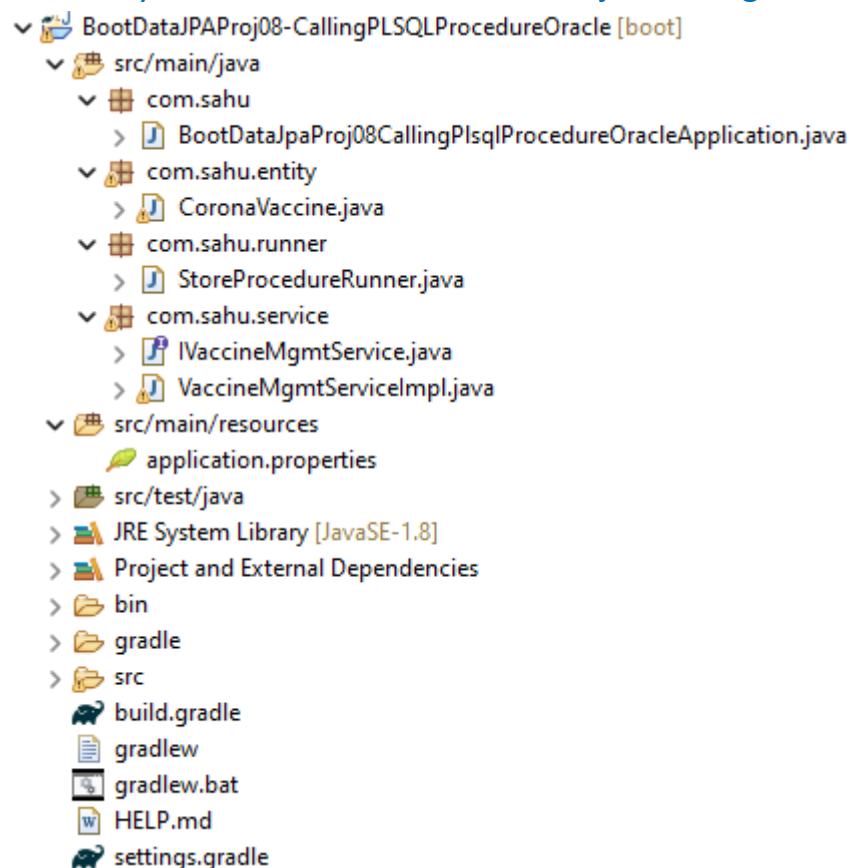 BootDataJPAProj08-CallingPLSQLProcedureOracle [boot]
src/main/java
com.sahu
BootDataJpaProj08CallingPlsqlProcedureOracleApplication.java
com.sahu.entity
CoronaVaccine.java
com.sahu.runner
StoreProcedureRunner.java
com.sahu.service
IVaccineMgmtService.java
VaccineMgmtServiceImpl.java
src/main/resources
application.properties
src/test/java
JRE System Library [JavaSE-1.8]
Project and External Dependencies
bin
gradle
src
build.gradle
gradlew
gradlew.bat
HELP.md
settings.gradle